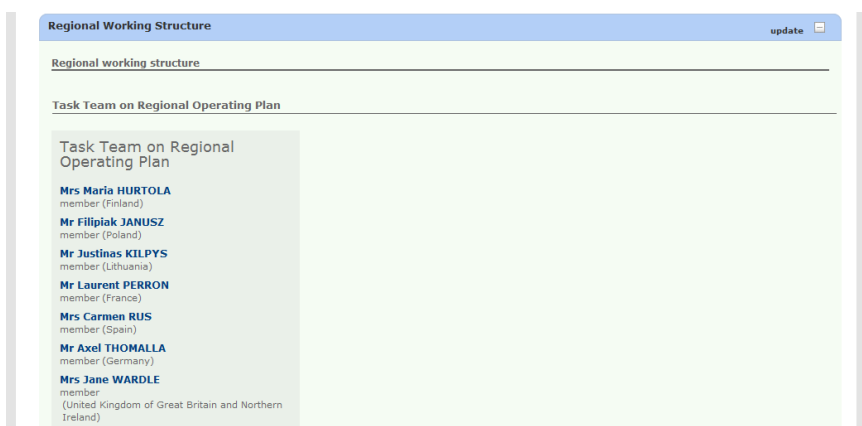 Regional Working Structure
update
Regional working structure
Task Team on Regional Operating Plan
Task Team on Regional
Operating Plan
Mrs Maria HURTOLA
member (Finland)
Mr Filipiak JANUSZ
member (Poland)
Mr Justinas KILPYS
member (Lithuania)
Mr Laurent PERRON
member (France)
Mrs Carmen RUS
member (Spain)
Mr Axel THOMALLA
member (Germany)
Mrs Jane WARDLE
member
(United Kingdom of Great Britain and Northern
Ireland)